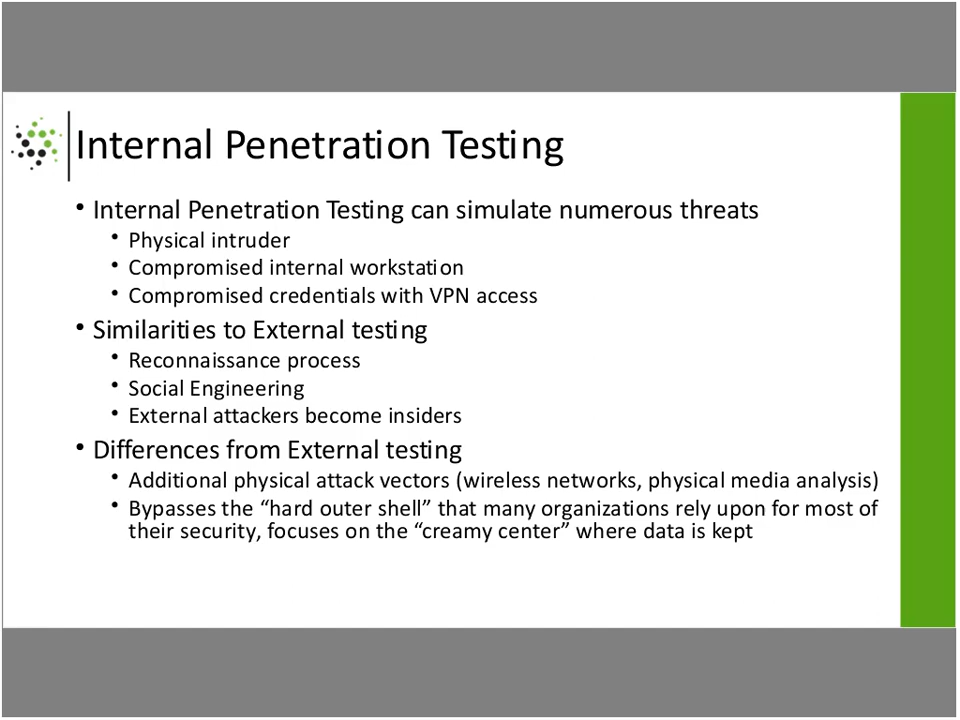 Internal Penetration Testing
• Internal Penetration Testing can simulate numerous threats
• Physical intruder
• Compromised internal workstation
• Compromised credentials with VPN access
• Similarities to External testing
• Reconnaissance process
• Social Engineering
• External attackers become insiders
• Differences from External testing
• Additional physical attack vectors (wireless networks, physical media analysis)
• Bypasses the “hard outer shell” that many organizations rely upon for most of
their security, focuses on the “creamy center” where data is kept